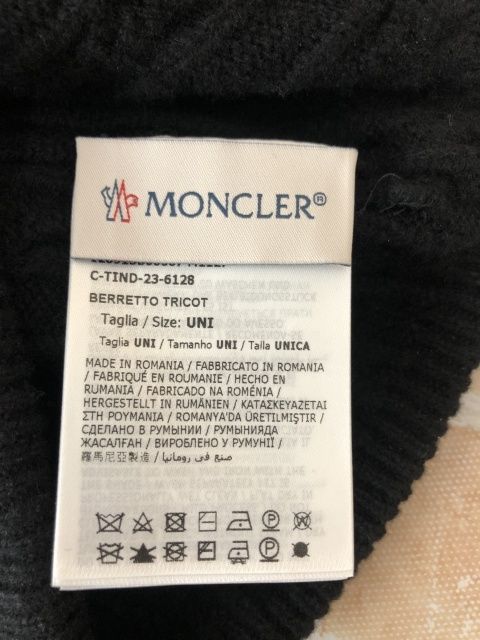 MONCLER®
C-TIND-23-6128
BERRETTO TRICOT
Taglia / Size: UNI
Taglia UNI / Tamanho UNI / Talla UNICA
MADE IN ROMANIA / FABBRICATO IN ROMANIA
/ FABRIQUÉ EN ROUMANIE / HECHO EN
RUMANIA / FABRICADO NA ROMÉNIA/
HERGESTELLT IN RUMÄNIEN / ΚΑΤΑΣΚΕΥΑΖΕΤΑΙ
ΣΤΗ ΡΟΥΜΑΝΙΑ / ROMANYA'DA ÜRETILMIŞTIR /
СДЕЛАНО В РУМЫНИИ / РУМЫНИЯДА
ЖАСАЛҒАН / ВИРОБЛЕНО У РУМУНІЇ /
羅馬尼亞製造 / صنع في رومانيا